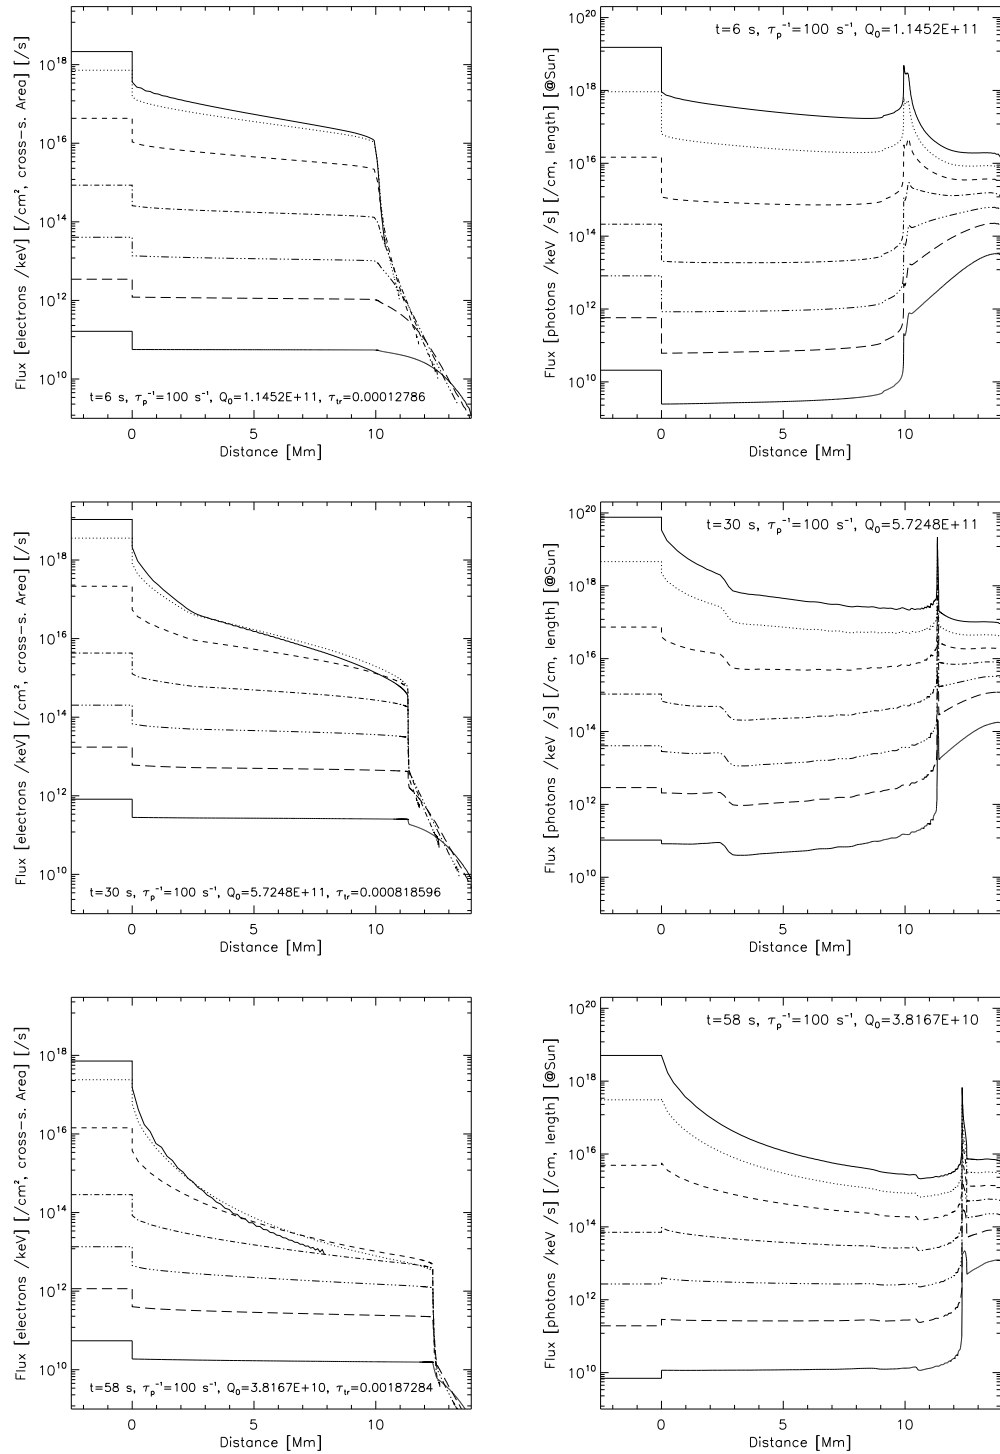 Flux [electrons /keV] [/cm², cross-s. Area] [/s]
10¹⁸
10¹⁶
10¹⁴
10¹²
10¹⁰
t=6 s, τₚ⁻¹=100 s⁻¹, Q₀=1.1452E+11, τₜᵣ=0.00012786
0 5 10
Distance [Mm]
Flux [photons /keV /s] [/cm, length] [@Sun]
10²⁰
10¹⁸
10¹⁶
10¹⁴
10¹²
10¹⁰
t=6 s, τₚ⁻¹=100 s⁻¹, Q₀=1.1452E+11
0 5 10
Distance [Mm]
Flux [electrons /keV] [/cm², cross-s. Area] [/s]
10¹⁸
10¹⁶
10¹⁴
10¹²
10¹⁰
t=30 s, τₚ⁻¹=100 s⁻¹, Q₀=5.7248E+11, τₜᵣ=0.000818596
0 5 10
Distance [Mm]
Flux [photons /keV /s] [/cm, length] [@Sun]
10²⁰
10¹⁸
10¹⁶
10¹⁴
10¹²
10¹⁰
t=30 s, τₚ⁻¹=100 s⁻¹, Q₀=5.7248E+11
0 5 10
Distance [Mm]
Flux [electrons /keV] [/cm², cross-s. Area] [/s]
10¹⁸
10¹⁶
10¹⁴
10¹²
10¹⁰
t=58 s, τₚ⁻¹=100 s⁻¹, Q₀=3.8167E+10, τₜᵣ=0.00187284
0 5 10
Distance [Mm]
Flux [photons /keV /s] [/cm, length] [@Sun]
10²⁰
10¹⁸
10¹⁶
10¹⁴
10¹²
10¹⁰
t=58 s, τₚ⁻¹=100 s⁻¹, Q₀=3.8167E+10
0 5 10
Distance [Mm]